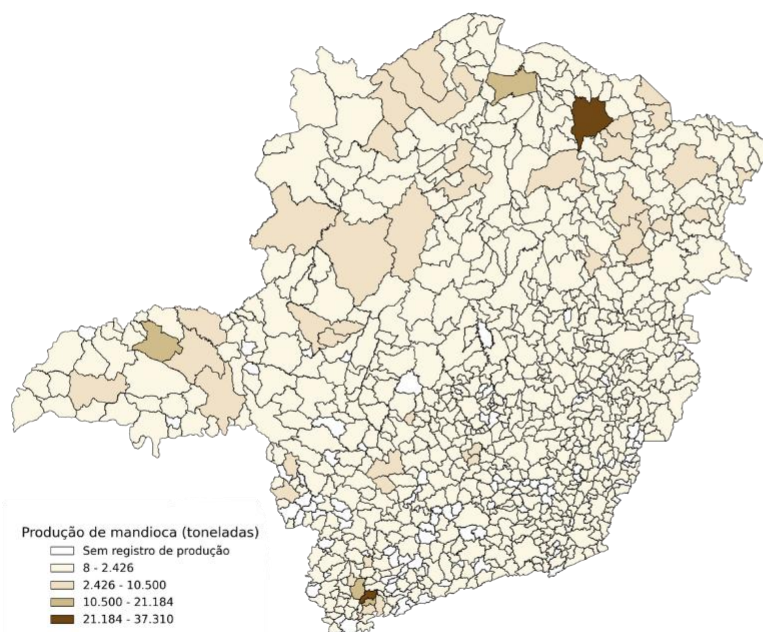 Produção de mandioca (toneladas)
Sem registro de produção
8 - 2.426
2.426 - 10.500
10.500 - 21.184
21.184 - 37.310